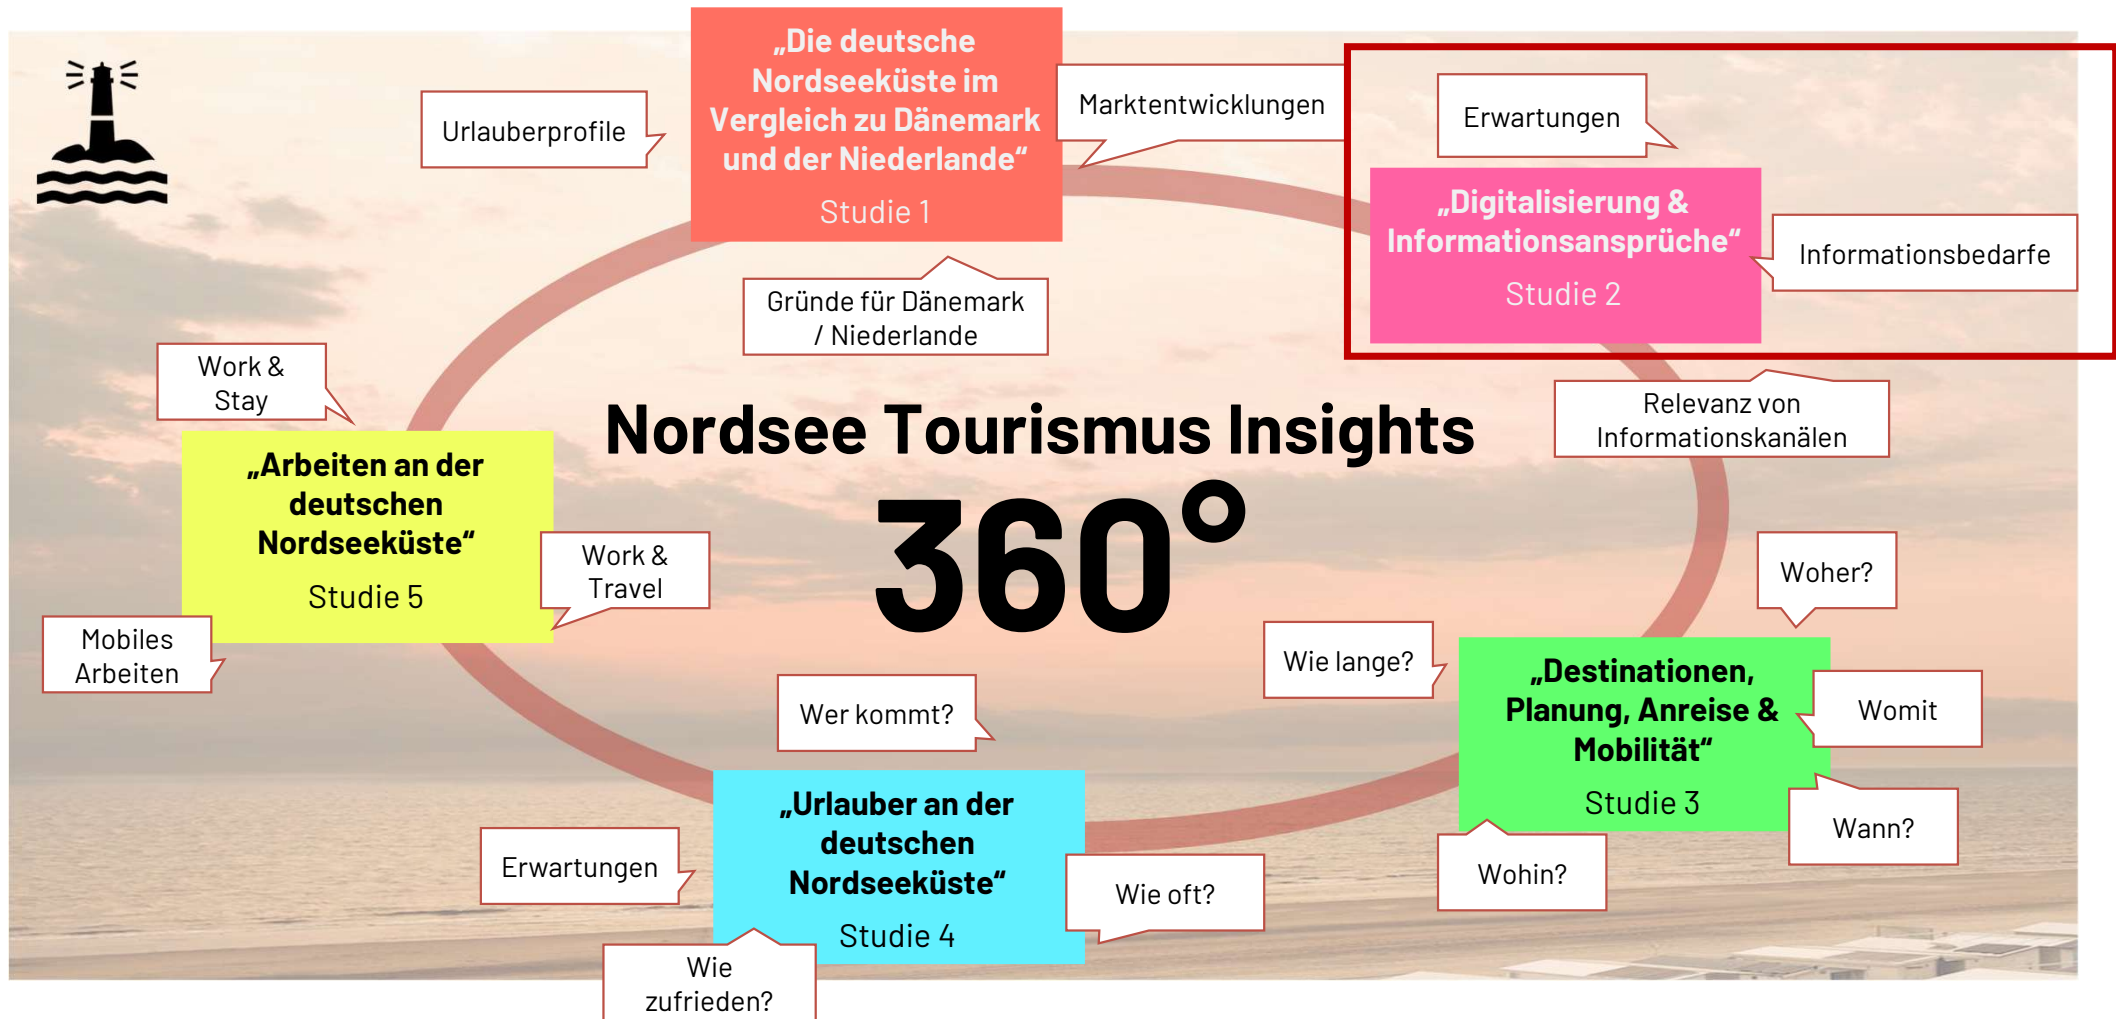 „Die deutsche
Nordseeküste im
Vergleich zu Dänemark
und der Niederlande“
Studie 1
Urlauberprofile
Marktentwicklungen
Gründe für Dänemark
/ Niederlande
Erwartungen
„Digitalisierung &
Informationsansprüche“
Studie 2
Informationsbedarfe
Relevanz von
Informationskanälen
Nordsee Tourismus Insights
360°
Work &
Stay
„Arbeiten an der
deutschen
Nordseeküste“
Studie 5
Work &
Travel
Mobiles
Arbeiten
Woher?
Wie lange?
„Destinationen,
Planung, Anreise &
Mobilität“
Studie 3
Womit
Wann?
Wohin?
Wer kommt?
„Urlauber an der
deutschen
Nordseeküste“
Studie 4
Erwartungen
Wie oft?
Wie
zufrieden?